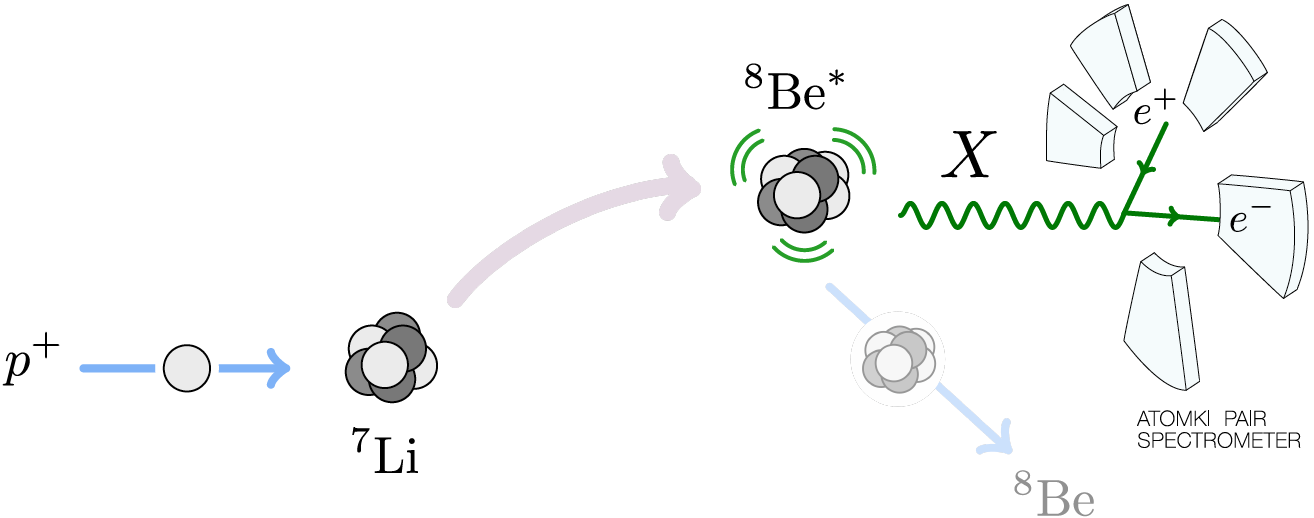 ⁸Be*
X
e⁺
e⁻
p⁺
⁷Li
ATOMKI PAIR
SPECTROMETER
⁸Be